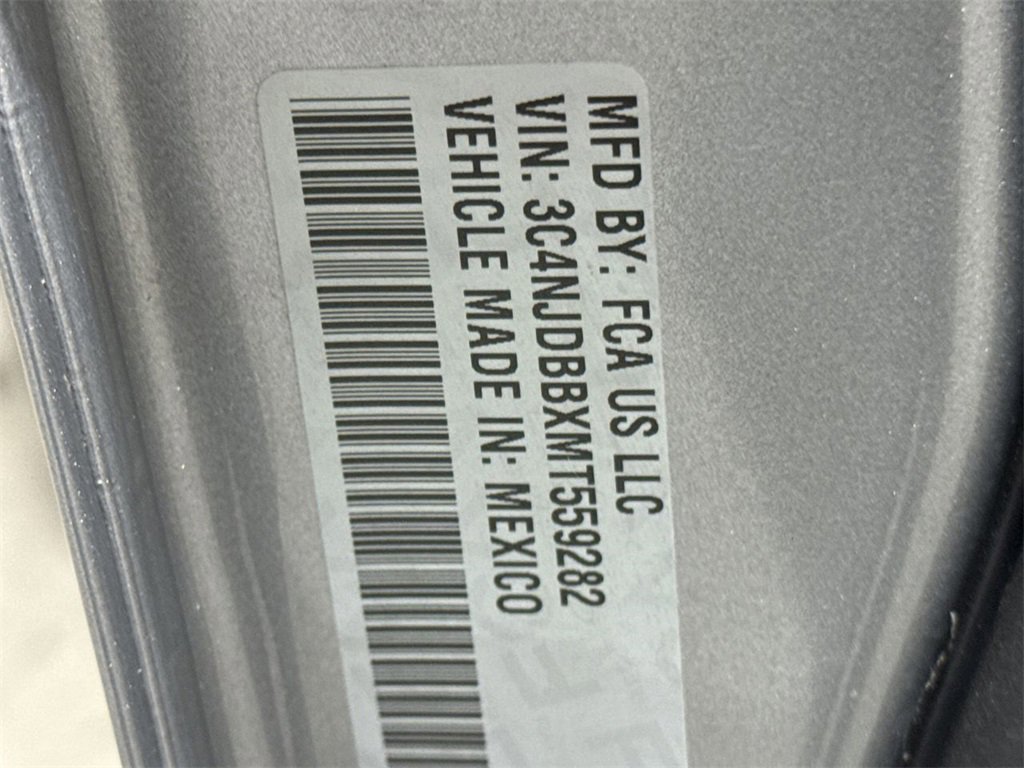 MFD BY: FCA US LLC
VIN: 3C4NJDBBXMT559282
VEHICLE MADE IN: MEXICO